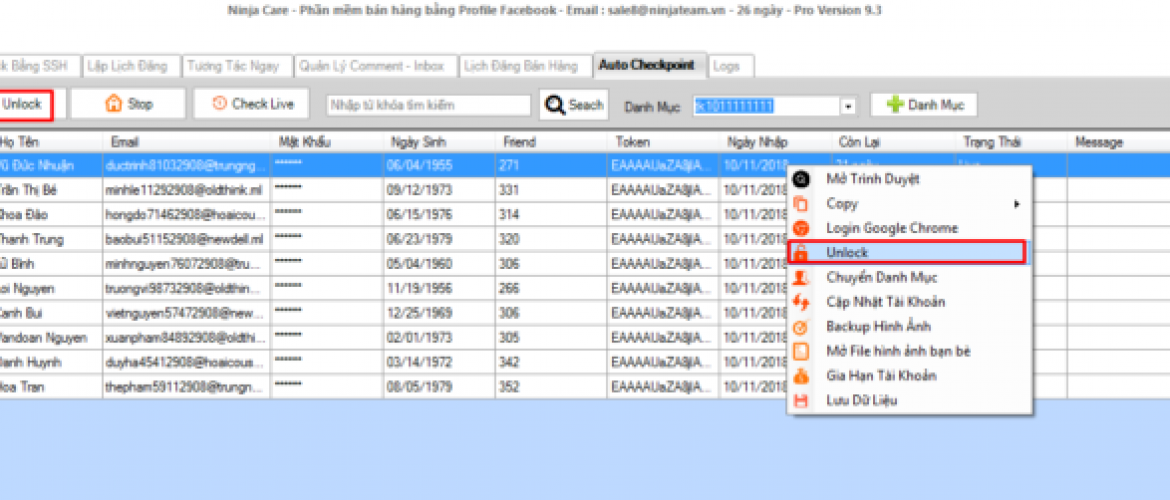 Ninja Care - Phần mềm bán hàng bằng Profile Facebook - Email : sale8@ninjateam.vn - 26 ngày - Pro Version 9.3
Bằng SSH Lập Lịch Đăng Tương Tác Ngay Quản Lý Comment - Inbox Lịch Đăng Bán Hàng Auto Checkpoint Logs
Unlock Stop Check Live Nhập từ khóa tìm kiếm Seach Danh Mục Danh Mục
Họ Tên Email Mật Khẩu Ngày Sinh Friend Token Ngày Nhập Còn Lại Trạng Thái Message
Vũ Đức Nhuận ductrinh81032908@trungng... ******* 06/04/1955 271 EAAAAUaZA8jIA... 10/11/2018
Trần Thị Bé minhle11292908@oldthink.ml ******* 09/12/1973 331 EAAAAUaZA8jIA... 10/11/2018
Khoa Đào hongdo71462908@hoaicou... ******* 06/15/1976 314 EAAAAUaZA8jIA... 10/11/2018
Thanh Trung baobui51152908@newdell.ml ******* 06/23/1979 320 EAAAAUaZA8jIA... 10/11/2018
Bình minhnguyen76072908@tr... ******* 05/04/1960 306 EAAAAUaZA8jIA... 10/11/2018
oi Nguyen truongvi98732908@oldthin... ******* 11/19/1956 266 EAAAAUaZA8jIA... 10/11/2018
Canh Bui vietnguyen57472908@new... ******* 12/25/1969 306 EAAAAUaZA8jIA... 10/11/2018
Vandoan Nguyen xuanpham84892908@oldthi... ******* 02/01/1973 305 EAAAAUaZA8jIA... 10/11/2018
Danh Huynh duyha45412908@hoaicous... ******* 03/14/1972 342 EAAAAUaZA8jIA... 10/11/2018
Hoa Tran thepham59112908@trungn... ******* 08/05/1979 352 EAAAAUaZA8jIA... 10/11/2018
Mở Trình Duyệt
Copy
Login Google Chrome
Unlock
Chuyển Danh Mục
Cập Nhật Tài Khoản
Backup Hình Ảnh
Mở File hình ảnh bạn bè
Gia Hạn Tài Khoản
Lưu Dữ Liệu